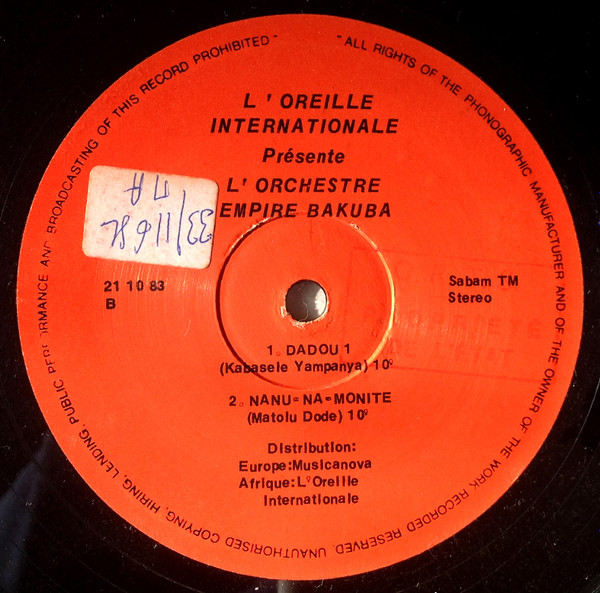 "ALL RIGHTS OF THE PHONOGRAPHIC MANUFACTURER AND OF THE OWNER OF THE WORK RECORDED RESERVED. UNAUTHORISED COPYING, HIRING, LENDING, PUBLIC PERFORMANCE AND BROADCASTING OF THIS RECORD PROHIBITED"
L'OREILLE
INTERNATIONALE
Présente
L'ORCHESTRE
EMPIRE BAKUBA
21 10 83
B
Sabam TM
Stereo
PROPRIETE
DE L'ETAT
1. DADOU 1
(Kabasele Yampanya) 10°
2. NANU=NA=MONITE
(Matolu Dode) 10°
Distribution:
Europe:Musicanova
Afrique:L'Oreille
Internationale